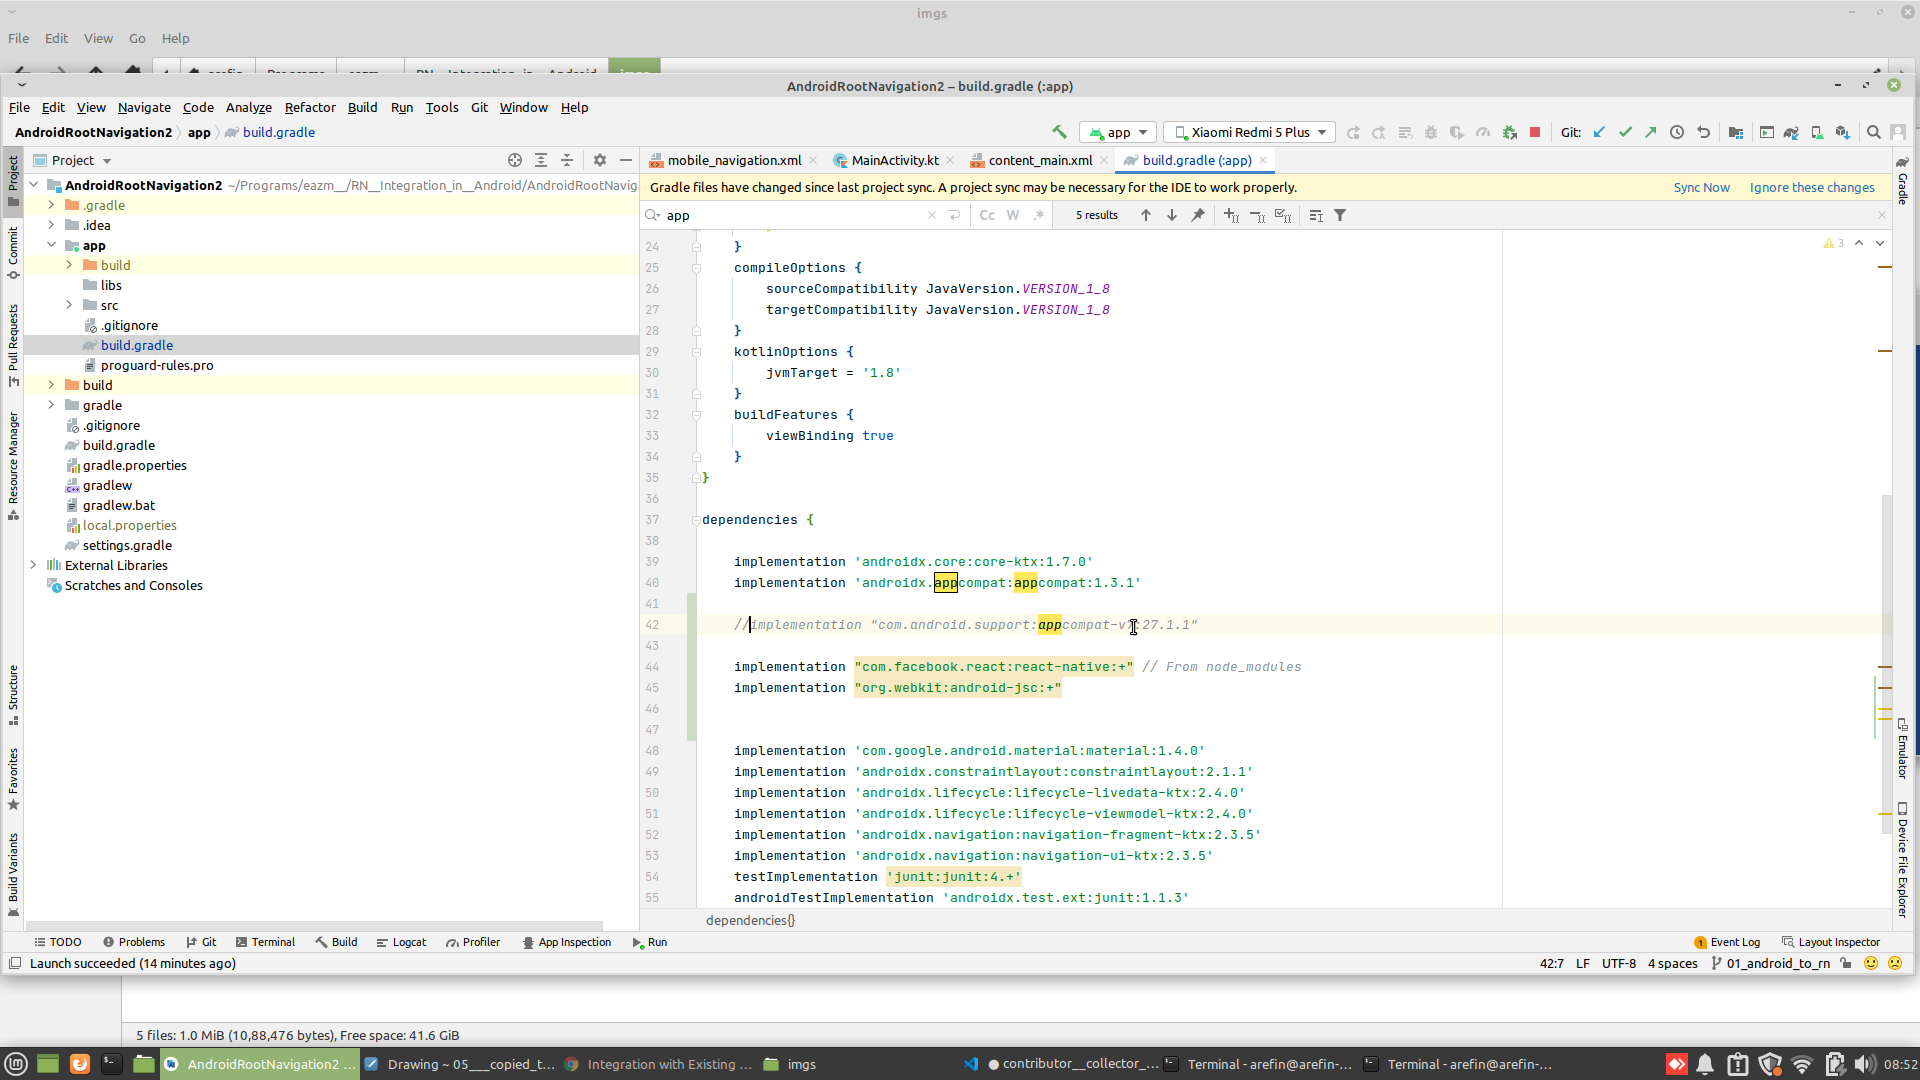 imgs
File Edit View Go Help
AndroidRootNavigation2 – build.gradle (:app)
File Edit View Navigate Code Analyze Refactor Build Run Tools Git Window Help
AndroidRootNavigation2 app build.gradle
app Xiaomi Redmi 5 Plus Git:
Project
mobile_navigation.xml MainActivity.kt content_main.xml build.gradle (:app)
Gradle files have changed since last project sync. A project sync may be necessary for the IDE to work properly. Sync Now Ignore these changes
app Cc W .* 5 results
AndroidRootNavigation2 ~/Programs/eazm__/RN__Integration_in__Android/AndroidRootNavig
.gradle
.idea
app
build
libs
src
.gitignore
build.gradle
proguard-rules.pro
build
gradle
.gitignore
build.gradle
gradle.properties
gradlew
gradlew.bat
local.properties
settings.gradle
External Libraries
Scratches and Consoles
Project
Commit
Pull Requests
Resource Manager
Structure
Favorites
Build Variants
24 }
25 compileOptions {
26 sourceCompatibility JavaVersion.VERSION_1_8
27 targetCompatibility JavaVersion.VERSION_1_8
28 }
29 kotlinOptions {
30 jvmTarget = '1.8'
31 }
32 buildFeatures {
33 viewBinding true
34 }
35 }
36
37 dependencies {
38
39 implementation 'androidx.core:core-ktx:1.7.0'
40 implementation 'androidx.appcompat:appcompat:1.3.1'
41
42 //implementation "com.android.support:appcompat-v7:27.1.1"
43
44 implementation "com.facebook.react:react-native:+" // From node_modules
45 implementation "org.webkit:android-jsc:+"
46
47
48 implementation 'com.google.android.material:material:1.4.0'
49 implementation 'androidx.constraintlayout:constraintlayout:2.1.1'
50 implementation 'androidx.lifecycle:lifecycle-livedata-ktx:2.4.0'
51 implementation 'androidx.lifecycle:lifecycle-viewmodel-ktx:2.4.0'
52 implementation 'androidx.navigation:navigation-fragment-ktx:2.3.5'
53 implementation 'androidx.navigation:navigation-ui-ktx:2.3.5'
54 testImplementation 'junit:junit:4.+'
55 androidTestImplementation 'androidx.test.ext:junit:1.1.3'
3
Gradle
Emulator
Device File Explorer
dependencies{}
TODO Problems Git Terminal Build Logcat Profiler App Inspection Run 1 Event Log Layout Inspector
Launch succeeded (14 minutes ago) 42:7 LF UTF-8 4 spaces 01_android_to_rn
5 files: 1.0 MiB (10,88,476 bytes), Free space: 41.6 GiB
AndroidRootNavigation2 ... Drawing ~ 05___copied_t... Integration with Existing ... imgs contributor__collector_... Terminal - arefin@arefin-... Terminal - arefin@arefin-... 08:52